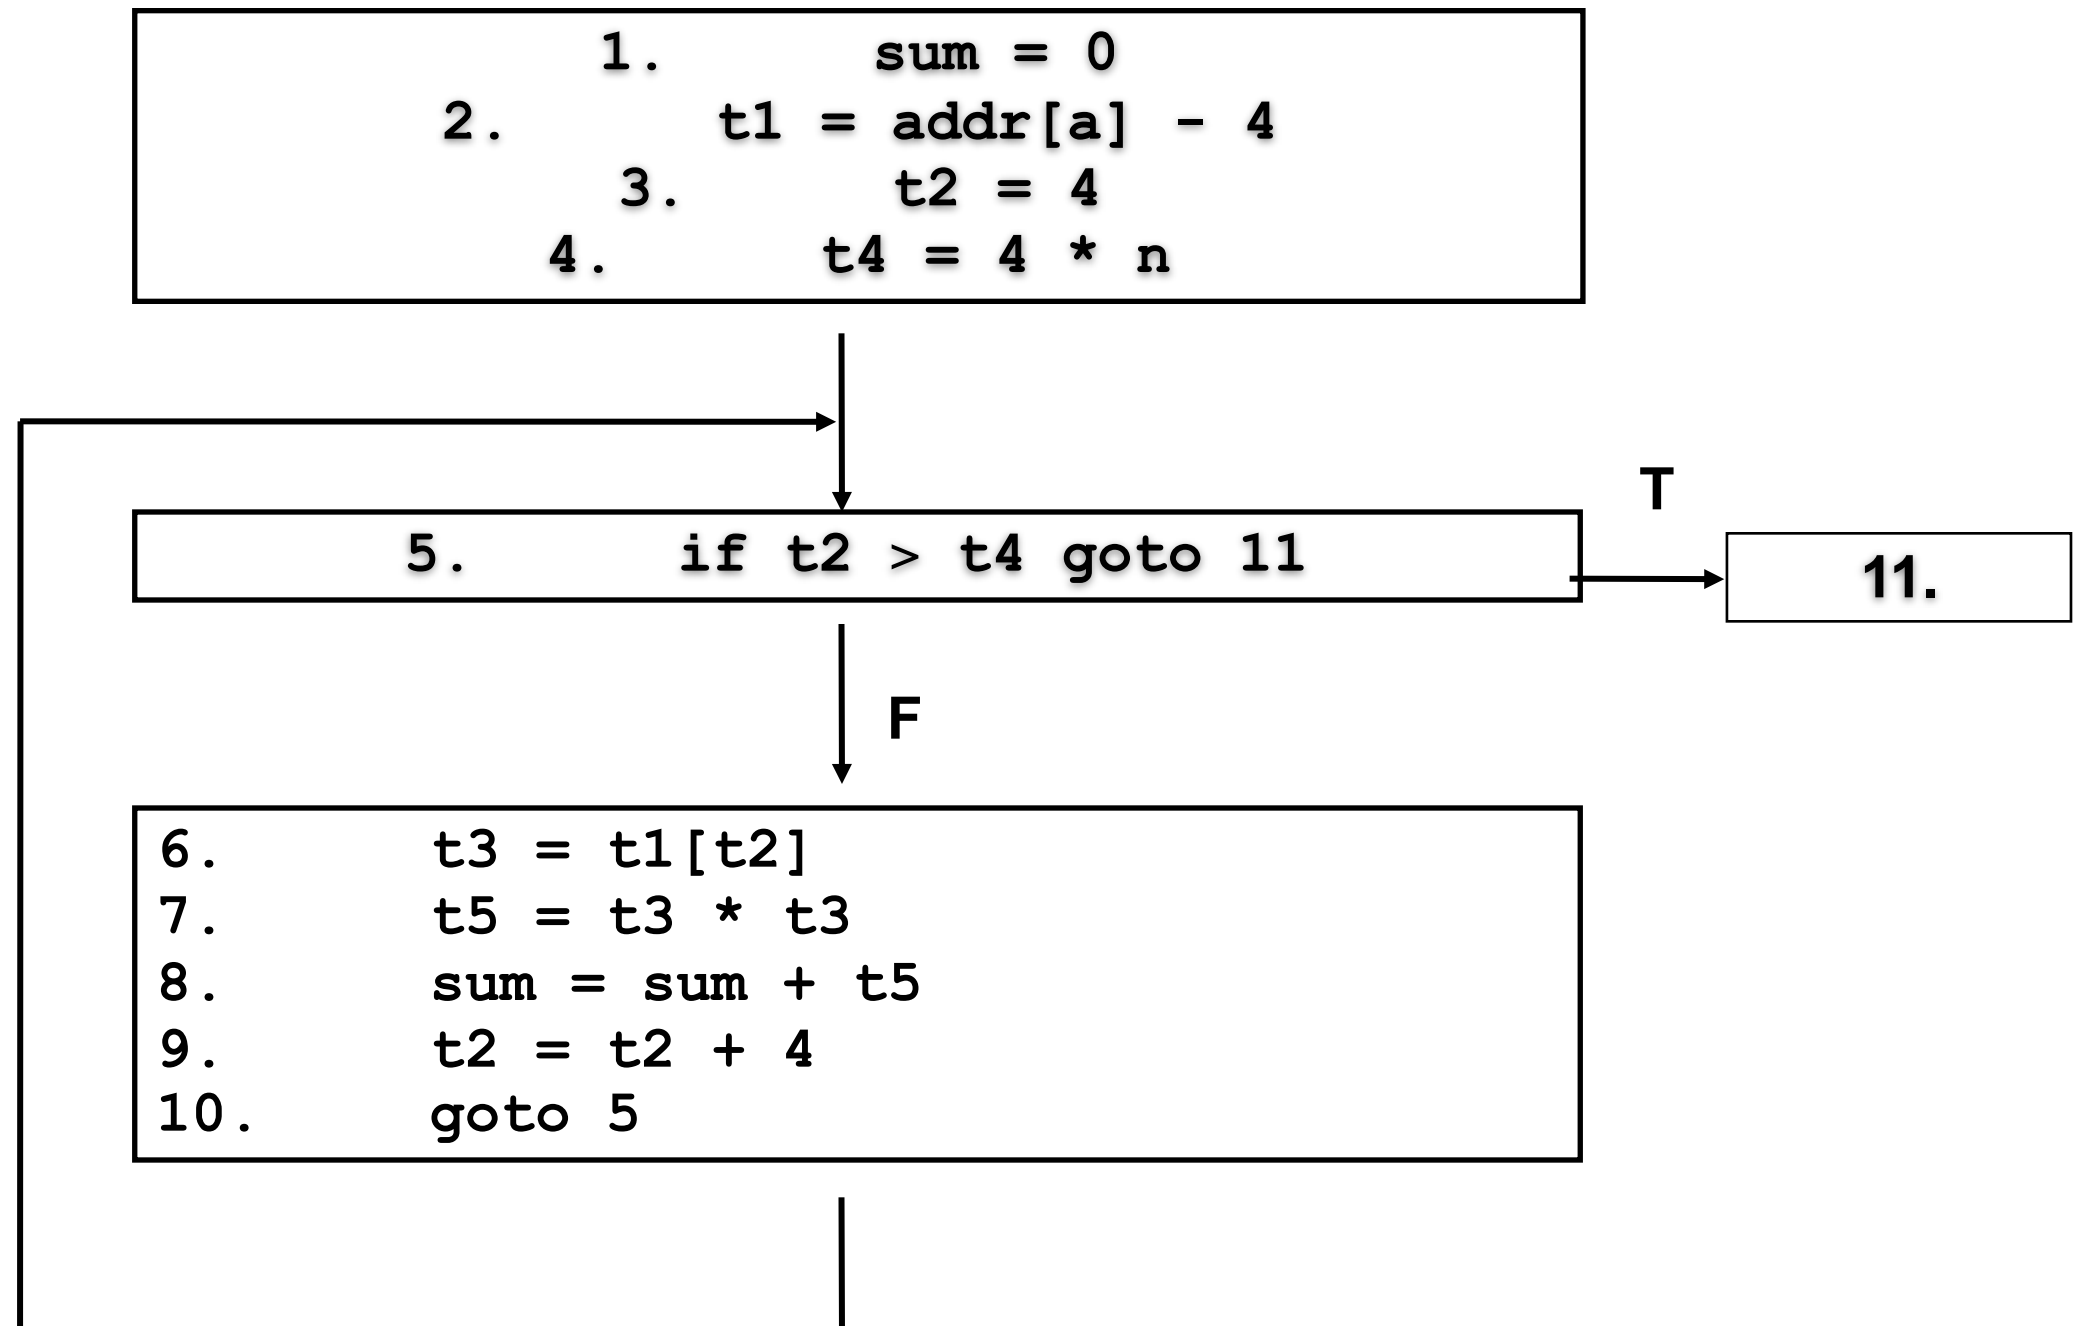 1. sum = 0
2. t1 = addr[a] - 4
3. t2 = 4
4. t4 = 4 * n
T
5. if t2 > t4 goto 11
11.
F
6. t3 = t1[t2]
7. t5 = t3 * t3
8. sum = sum + t5
9. t2 = t2 + 4
10. goto 5